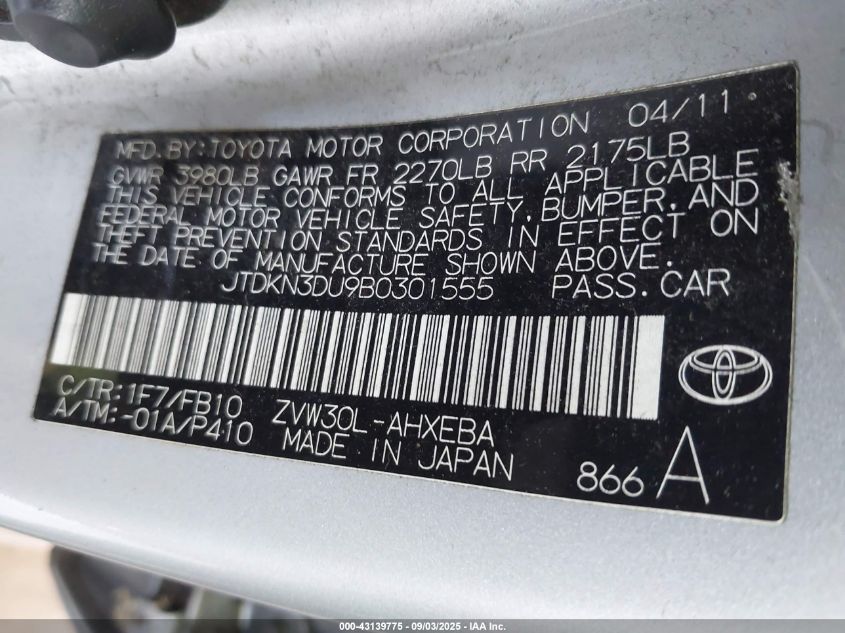 MFD. BY: TOYOTA MOTOR CORPORATION 04/11
GVWR 3980LB GAWR FR 2270LB RR 2175LB
THIS VEHICLE CONFORMS TO ALL APPLICABLE
FEDERAL MOTOR VEHICLE SAFETY, BUMPER, AND
THEFT PREVENTION STANDARDS IN EFFECT ON
THE DATE OF MANUFACTURE SHOWN ABOVE.
JTDKN3DU9B0301555 PASS. CAR
C/TR: 1F7/FB10 ZVW30L-AHXEBA
A/TM: -01A/P410 MADE IN JAPAN 866 A
000-43139775 - 09/03/2025 - IAA Inc.